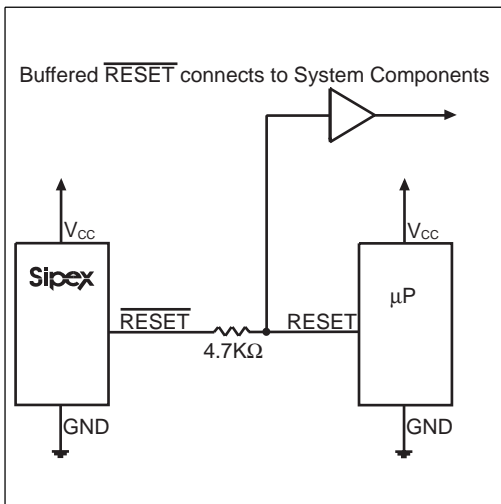 Buffered RESET connects to System Components
VCC
VCC
Sipex
µP
RESET
RESET
4.7KΩ
GND
GND